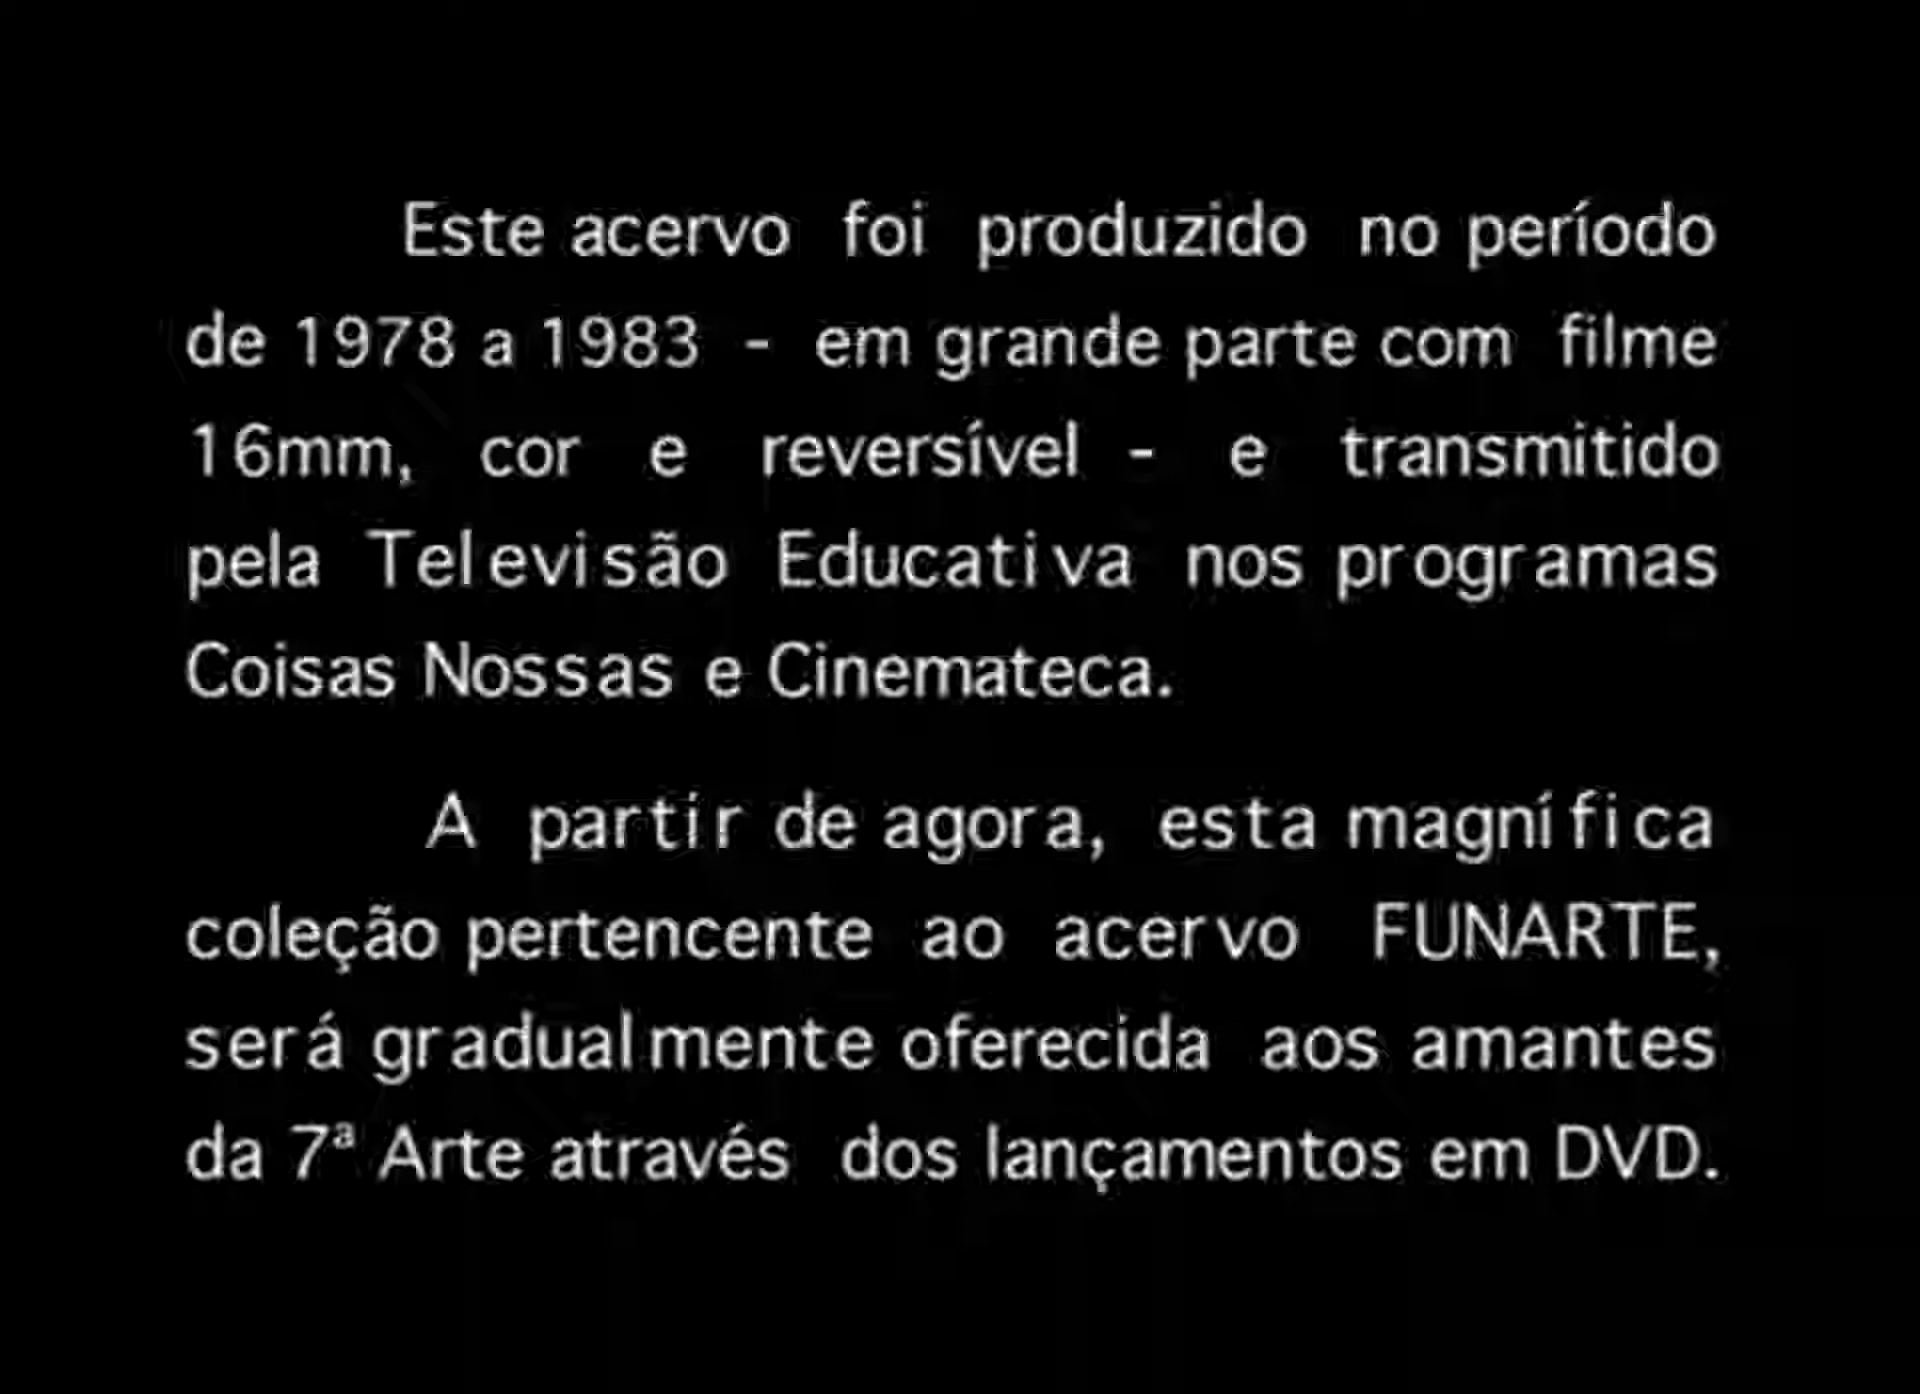 Este acervo foi produzido no período
de 1978 a 1983 - em grande parte com filme
16mm, cor e reversível - e transmitido
pela Televisão Educativa nos programas
Coisas Nossas e Cinemateca.
A partir de agora, esta magnífica
coleção pertencente ao acervo FUNARTE,
será gradualmente oferecida aos amantes
da 7ª Arte através dos lançamentos em DVD.